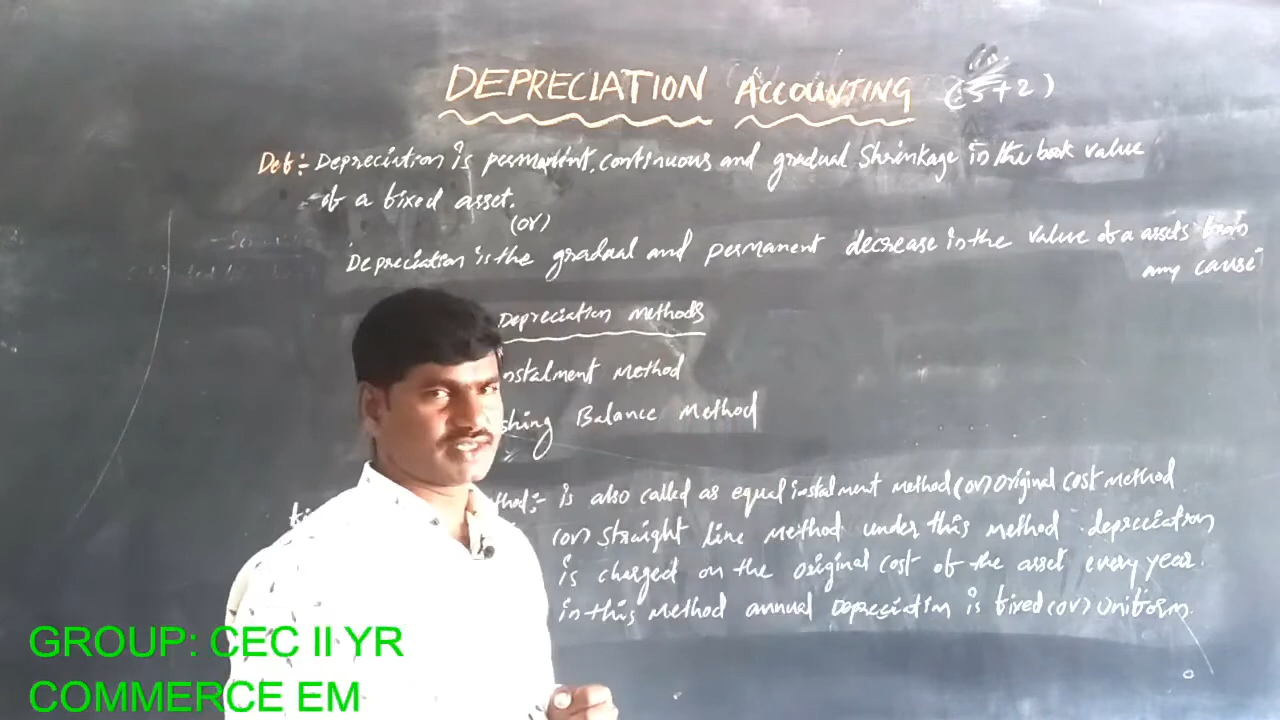 DEPRECIATION ACCOUNTING (5+2)
Def:- Depreciation is permanent, continuous and gradual Shrinkage in the book value
of a fixed asset.
(or)
Depreciation is the gradual and permanent decrease in the value of a assets from
any cause
Depreciation Methods
nstalment Method
shing Balance Method
thod:- is also called as equal instalment method (or) original cost method
(or) Straight line method under this method depreciation
is charged on the original cost of the asset every year.
in this method annual Depreciation is fixed (or) Uniform.
GROUP: CEC II YR
COMMERCE EM